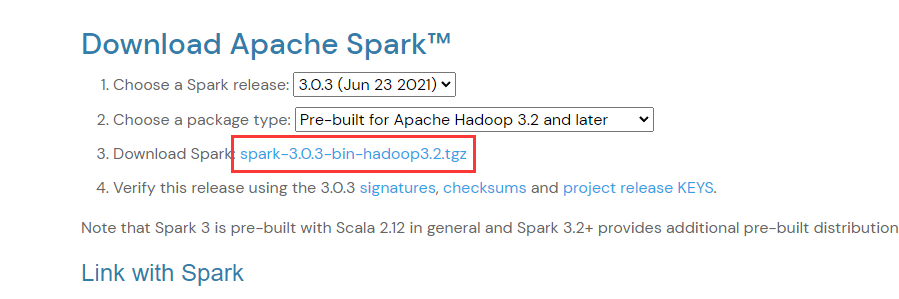 Download Apache Spark™
1. Choose a Spark release: 3.0.3 (Jun 23 2021)
2. Choose a package type: Pre-built for Apache Hadoop 3.2 and later
3. Download Spark: spark-3.0.3-bin-hadoop3.2.tgz
4. Verify this release using the 3.0.3 signatures, checksums and project release KEYS.
Note that Spark 3 is pre-built with Scala 2.12 in general and Spark 3.2+ provides additional pre-built distribution
Link with Spark